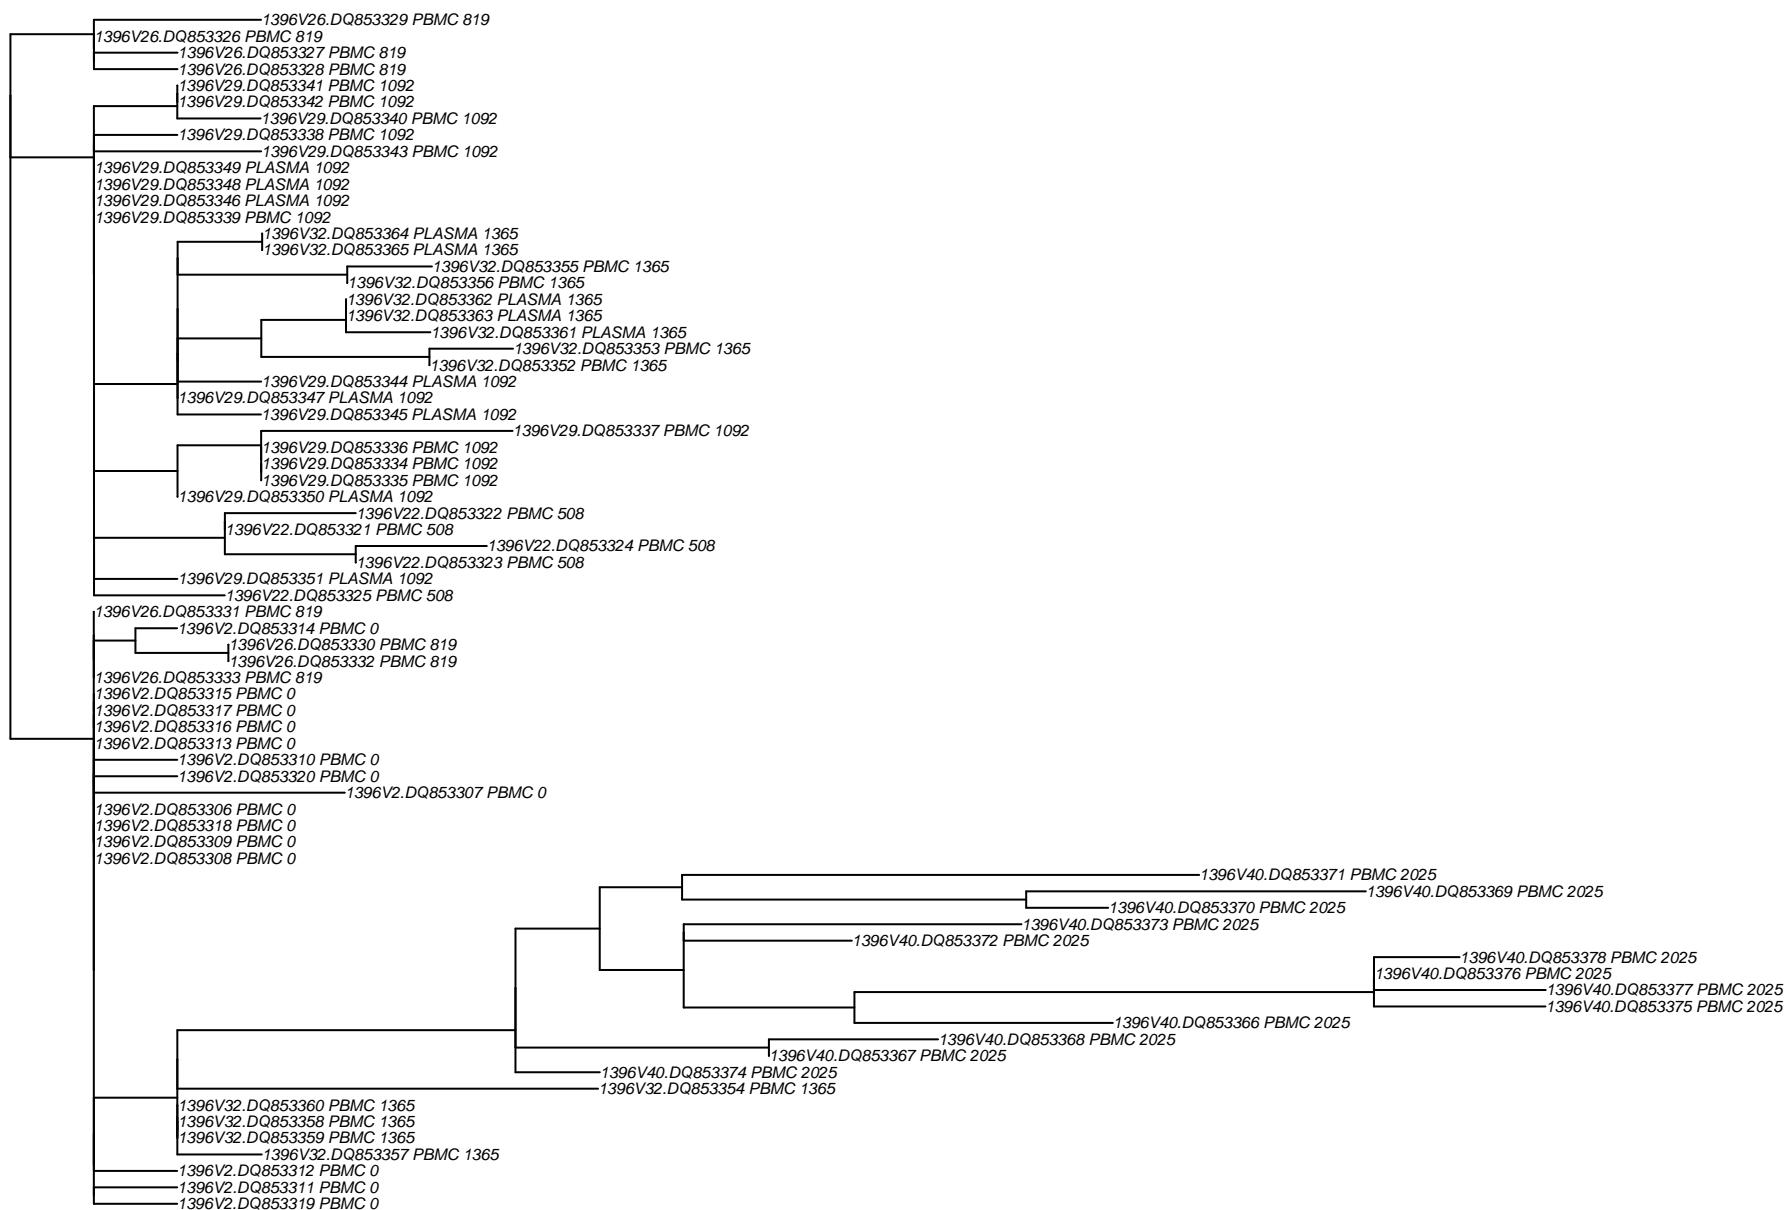 1396V26.DQ853329 PBMC 819
1396V26.DQ853326 PBMC 819
1396V26.DQ853327 PBMC 819
1396V26.DQ853328 PBMC 819
1396V29.DQ853341 PBMC 1092
1396V29.DQ853342 PBMC 1092
1396V29.DQ853340 PBMC 1092
1396V29.DQ853338 PBMC 1092
1396V29.DQ853343 PBMC 1092
1396V29.DQ853349 PLASMA 1092
1396V29.DQ853348 PLASMA 1092
1396V29.DQ853346 PLASMA 1092
1396V29.DQ853339 PBMC 1092
1396V32.DQ853364 PLASMA 1365
1396V32.DQ853365 PLASMA 1365
1396V32.DQ853355 PBMC 1365
1396V32.DQ853356 PBMC 1365
1396V32.DQ853362 PLASMA 1365
1396V32.DQ853363 PLASMA 1365
1396V32.DQ853361 PLASMA 1365
1396V32.DQ853353 PBMC 1365
1396V32.DQ853352 PBMC 1365
1396V29.DQ853344 PLASMA 1092
1396V29.DQ853347 PLASMA 1092
1396V29.DQ853345 PLASMA 1092
1396V29.DQ853337 PBMC 1092
1396V29.DQ853336 PBMC 1092
1396V29.DQ853334 PBMC 1092
1396V29.DQ853335 PBMC 1092
1396V29.DQ853350 PLASMA 1092
1396V22.DQ853322 PBMC 508
1396V22.DQ853321 PBMC 508
1396V22.DQ853324 PBMC 508
1396V22.DQ853323 PBMC 508
1396V29.DQ853351 PLASMA 1092
1396V22.DQ853325 PBMC 508
1396V26.DQ853331 PBMC 819
1396V2.DQ853314 PBMC 0
1396V26.DQ853330 PBMC 819
1396V26.DQ853332 PBMC 819
1396V26.DQ853333 PBMC 819
1396V2.DQ853315 PBMC 0
1396V2.DQ853317 PBMC 0
1396V2.DQ853316 PBMC 0
1396V2.DQ853313 PBMC 0
1396V2.DQ853310 PBMC 0
1396V2.DQ853320 PBMC 0
1396V2.DQ853307 PBMC 0
1396V2.DQ853306 PBMC 0
1396V2.DQ853318 PBMC 0
1396V2.DQ853309 PBMC 0
1396V2.DQ853308 PBMC 0
1396V40.DQ853371 PBMC 2025
1396V40.DQ853369 PBMC 2025
1396V40.DQ853370 PBMC 2025
1396V40.DQ853373 PBMC 2025
1396V40.DQ853372 PBMC 2025
1396V40.DQ853378 PBMC 2025
1396V40.DQ853376 PBMC 2025
1396V40.DQ853377 PBMC 2025
1396V40.DQ853375 PBMC 2025
1396V40.DQ853366 PBMC 2025
1396V40.DQ853368 PBMC 2025
1396V40.DQ853367 PBMC 2025
1396V40.DQ853374 PBMC 2025
1396V32.DQ853354 PBMC 1365
1396V32.DQ853360 PBMC 1365
1396V32.DQ853358 PBMC 1365
1396V32.DQ853359 PBMC 1365
1396V32.DQ853357 PBMC 1365
1396V2.DQ853312 PBMC 0
1396V2.DQ853311 PBMC 0
1396V2.DQ853319 PBMC 0